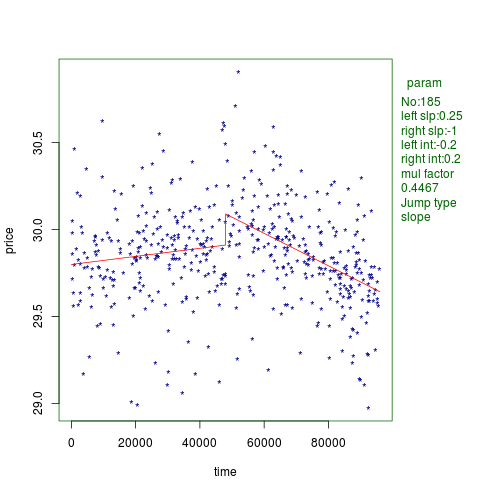 param
No:185
left slp:0.25
right slp:-1
left int:-0.2
right int:0.2
mul factor
0.4467
Jump type
slope
price
30.5
30.0
29.5
29.0
0 20000 40000 60000 80000
time